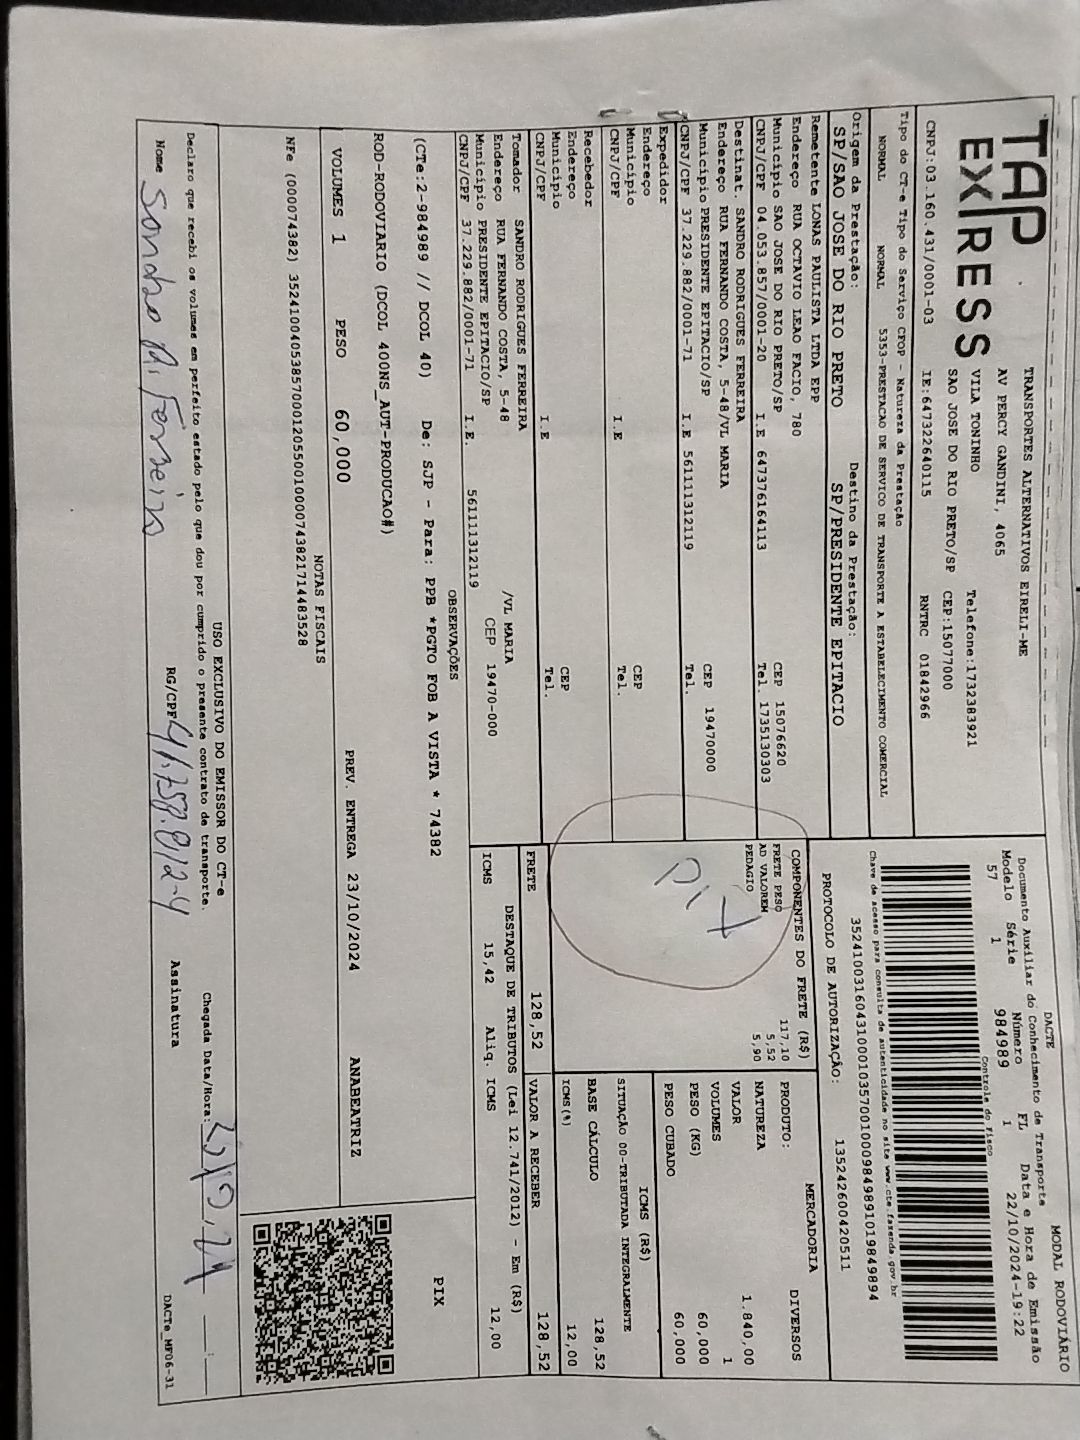 TAP
EXPRESS
TRANSPORTES ALTERNATIVOS EIRELI-ME
AV PERCY GANDINI, 4065
VILA TONINHO Telefone:1732383921
SAO JOSE DO RIO PRETO/SP CEP:15077000
CNPJ:03.160.431/0001-03 IE:647322640115 RNTRC 01842966
DACTE MODAL RODOVIÁRIO
Documento Auxiliar do Conhecimento de Transporte
Modelo Série Número FL Data e Hora de Emissão
57 1 984989 1 22/10/2024-19:22
Controle do Fisco
Chave de acesso para consulta de autenticidade no site www.cte.fazenda.gov.br
35241003160431000103570010009849891019849894
PROTOCOLO DE AUTORIZAÇÃO: 135242600420511
Tipo do CT-e Tipo do Serviço CFOP - Natureza da Prestação
NORMAL NORMAL 5353-PRESTACAO DE SERVICO DE TRANSPORTE A ESTABELECIMENTO COMERCIAL
Origem da Prestação: Destino da Prestação:
SP/SAO JOSE DO RIO PRETO SP/PRESIDENTE EPITACIO
Remetente LONAS PAULISTA LTDA EPP
Endereço RUA OCTAVIO LEAO FACIO, 780
Município SAO JOSE DO RIO PRETO/SP CEP 15076620
CNPJ/CPF 04.053.857/0001-20 I.E 647376164113 Tel. 1735130303
Destinat. SANDRO RODRIGUES FERREIRA
Endereço RUA FERNANDO COSTA, 5-48/VL MARIA
Município PRESIDENTE EPITACIO/SP CEP 19470000
CNPJ/CPF 37.229.882/0001-71 I.E 561111312119 Tel.
Expedidor
Endereço
Município CEP
CNPJ/CPF I.E Tel.
Recebedor
Endereço
Município CEP
CNPJ/CPF I.E Tel.
Tomador SANDRO RODRIGUES FERREIRA
Endereço RUA FERNANDO COSTA, 5-48 /VL MARIA
Município PRESIDENTE EPITACIO/SP CEP 19470-000
CNPJ/CPF 37.229.882/0001-71 I.E. 561111312119
COMPONENTES DO FRETE (R$)
FRETE PESO 117,10
AD VALOREM 5,52
PEDAGIO 5,90
PIX
FRETE 128,52
MERCADORIA
PRODUTO: DIVERSOS
NATUREZA
VALOR 1.840,00
VOLUMES 1
PESO (KG) 60,000
PESO CUBADO 60,000
ICMS (R$)
SITUAÇÃO 00-TRIBUTADA INTEGRALMENTE
BASE CÁLCULO 128,52
ICMS(%) 12,00
VALOR A RECEBER 128,52
DESTAQUE DE TRIBUTOS (Lei 12.741/2012) - Em (R$)
ICMS 15,42 Aliq. ICMS 12,00
OBSERVAÇÕES
(CTe:2-984989 // DCOL 40) De: SJP - Para: PPB *PGTO FOB A VISTA * 74382
ROD-RODOVIARIO (DCOL 400NS_AUT-PRODUCAO#)
PIX
VOLUMES 1 PESO 60,000 PREV. ENTREGA 23/10/2024 ANABEATRIZ
NOTAS FISCAIS
NFe (000074382) 35241004053857000120550010000743821714483528
USO EXCLUSIVO DO EMISSOR DO CT-e
Declaro que recebi os volumes em perfeito estado pelo que dou por cumprido o presente contrato de transporte. Chegada Data/Hora:
Nome Sandro R. Ferreira RG/CPF 41.758.012-4 Assinatura
DACTe_MF06-31